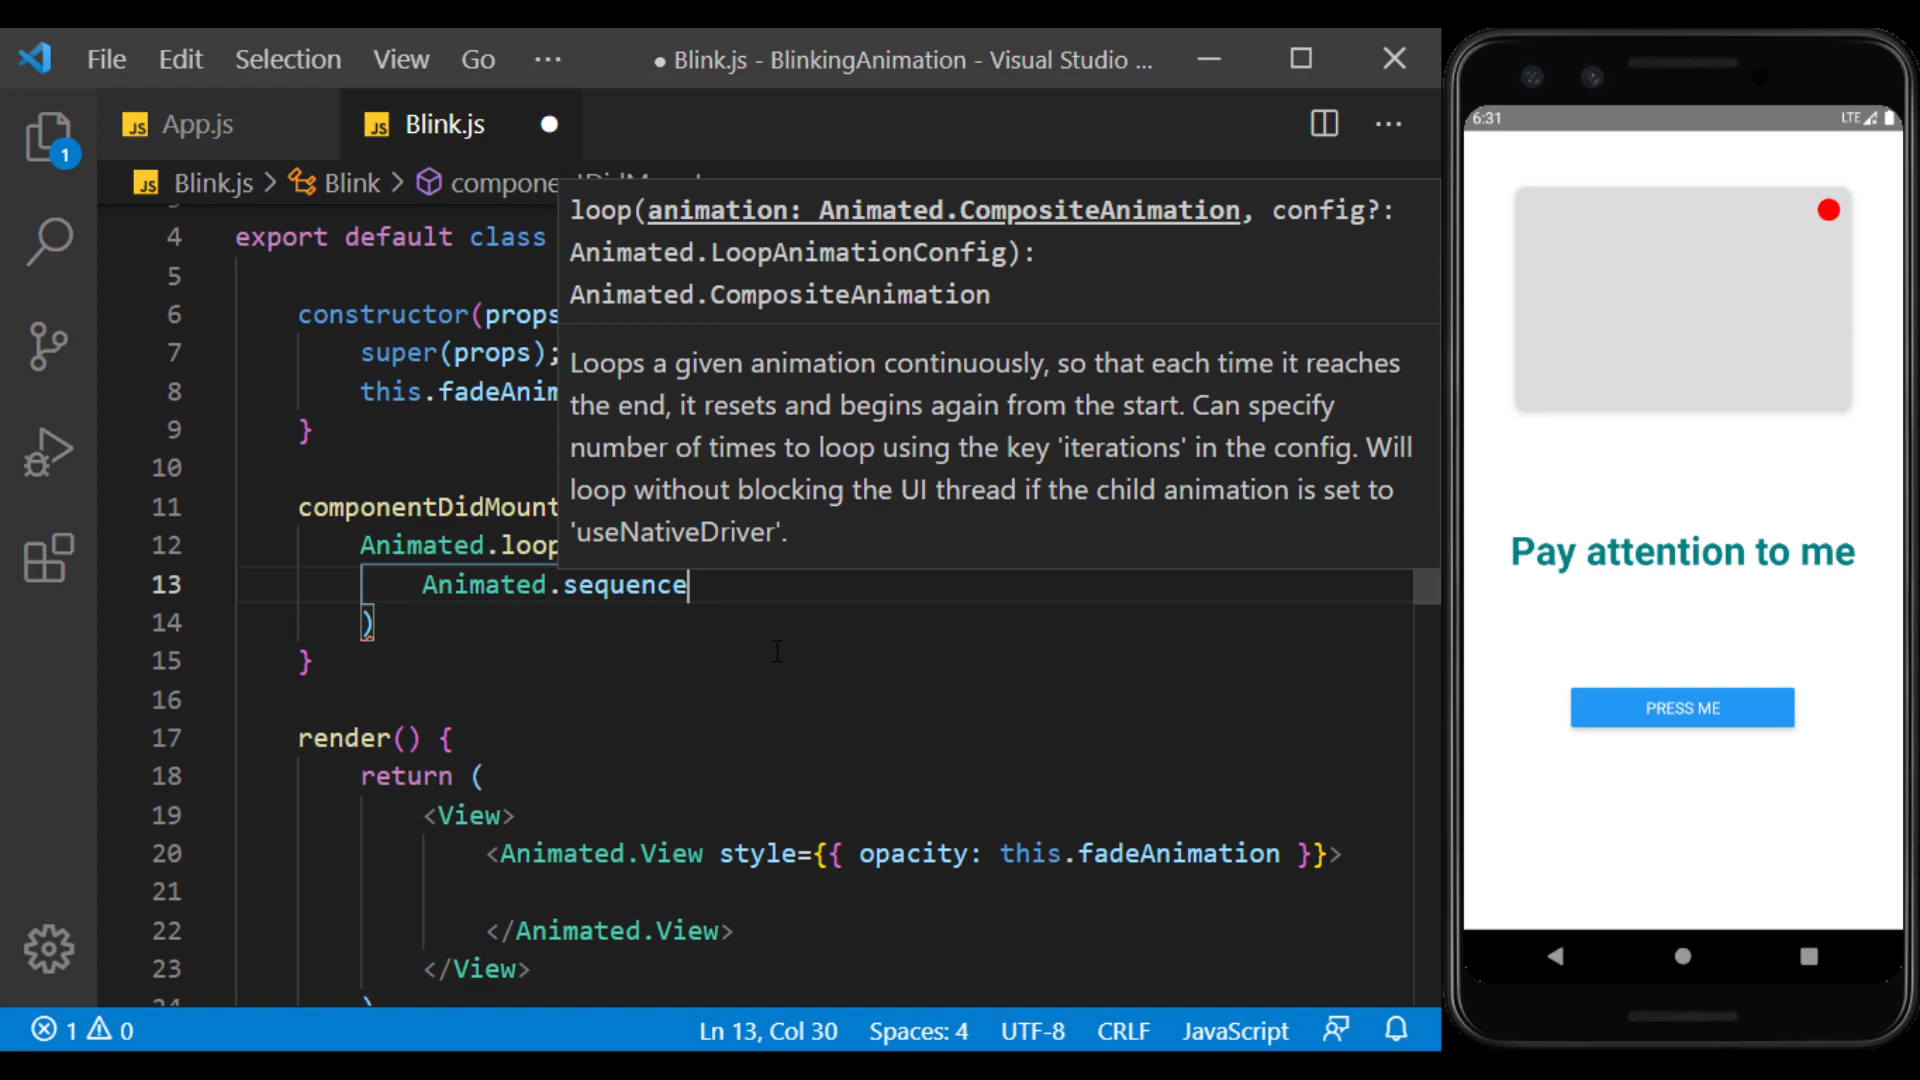 File Edit Selection View Go ··· ● Blink.js - BlinkingAnimation - Visual Studio ...
JS App.js JS Blink.js
1
JS Blink.js > Blink >
loop(animation: Animated.CompositeAnimation, config?:
Animated.LoopAnimationConfig):
Animated.CompositeAnimation
Loops a given animation continuously, so that each time it reaches
the end, it resets and begins again from the start. Can specify
number of times to loop using the key 'iterations' in the config. Will
loop without blocking the UI thread if the child animation is set to
'useNativeDriver'.
4 export default class
5
6 constructor(props
7 super(props);
8 this.fadeAnim
9 }
10
11 componentDidMount
12 Animated.loop
13 Animated.sequence
14 )
15 }
16
17 render() {
18 return (
19 <View>
20 <Animated.View style={{ opacity: this.fadeAnimation }}>
21
22 </Animated.View>
23 </View>
1 0 Ln 13, Col 30 Spaces: 4 UTF-8 CRLF JavaScript
6:31 LTE
Pay attention to me
PRESS ME